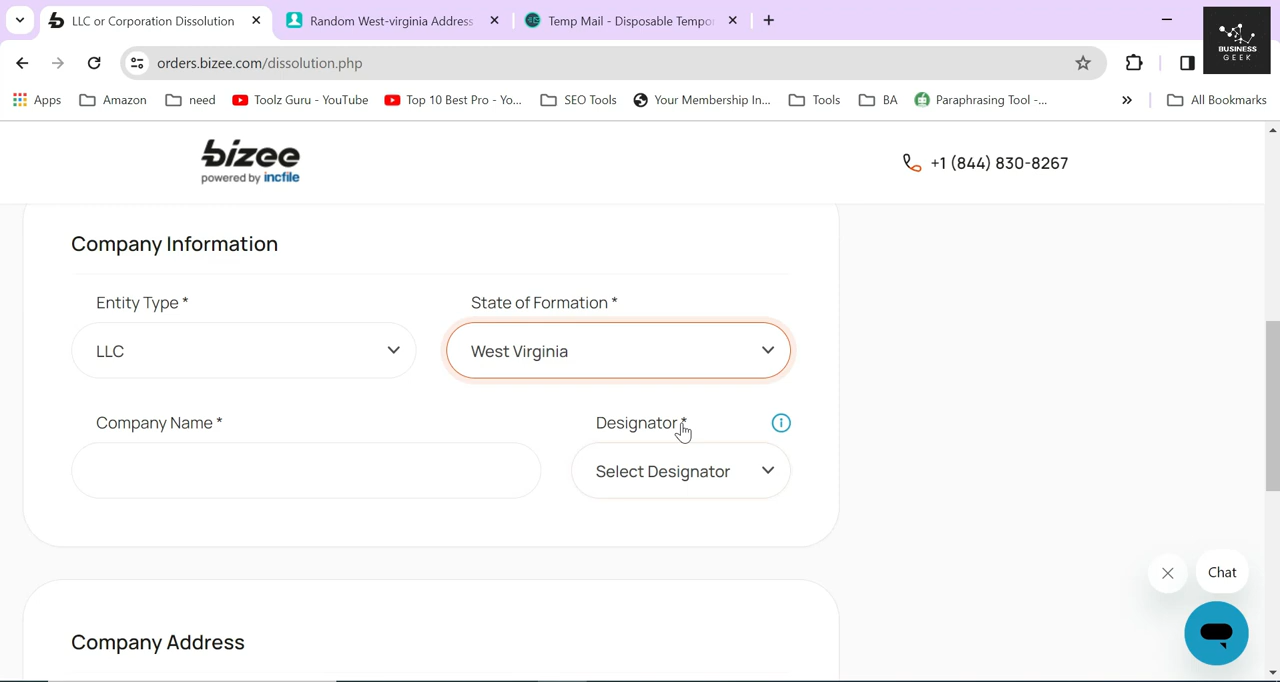 LLC or Corporation Dissolution
Random West-virginia Address
Temp Mail - Disposable Tempo
BUSINESS
GEEK
orders.bizee.com/dissolution.php
Apps
Amazon
need
Toolz Guru - YouTube
Top 10 Best Pro - Yo...
SEO Tools
Your Membership In...
Tools
BA
Paraphrasing Tool -...
All Bookmarks
bizee
powered by incfile
+1 (844) 830-8267
Company Information
Entity Type *
State of Formation *
LLC
West Virginia
Company Name *
Designator *
Select Designator
Chat
Company Address